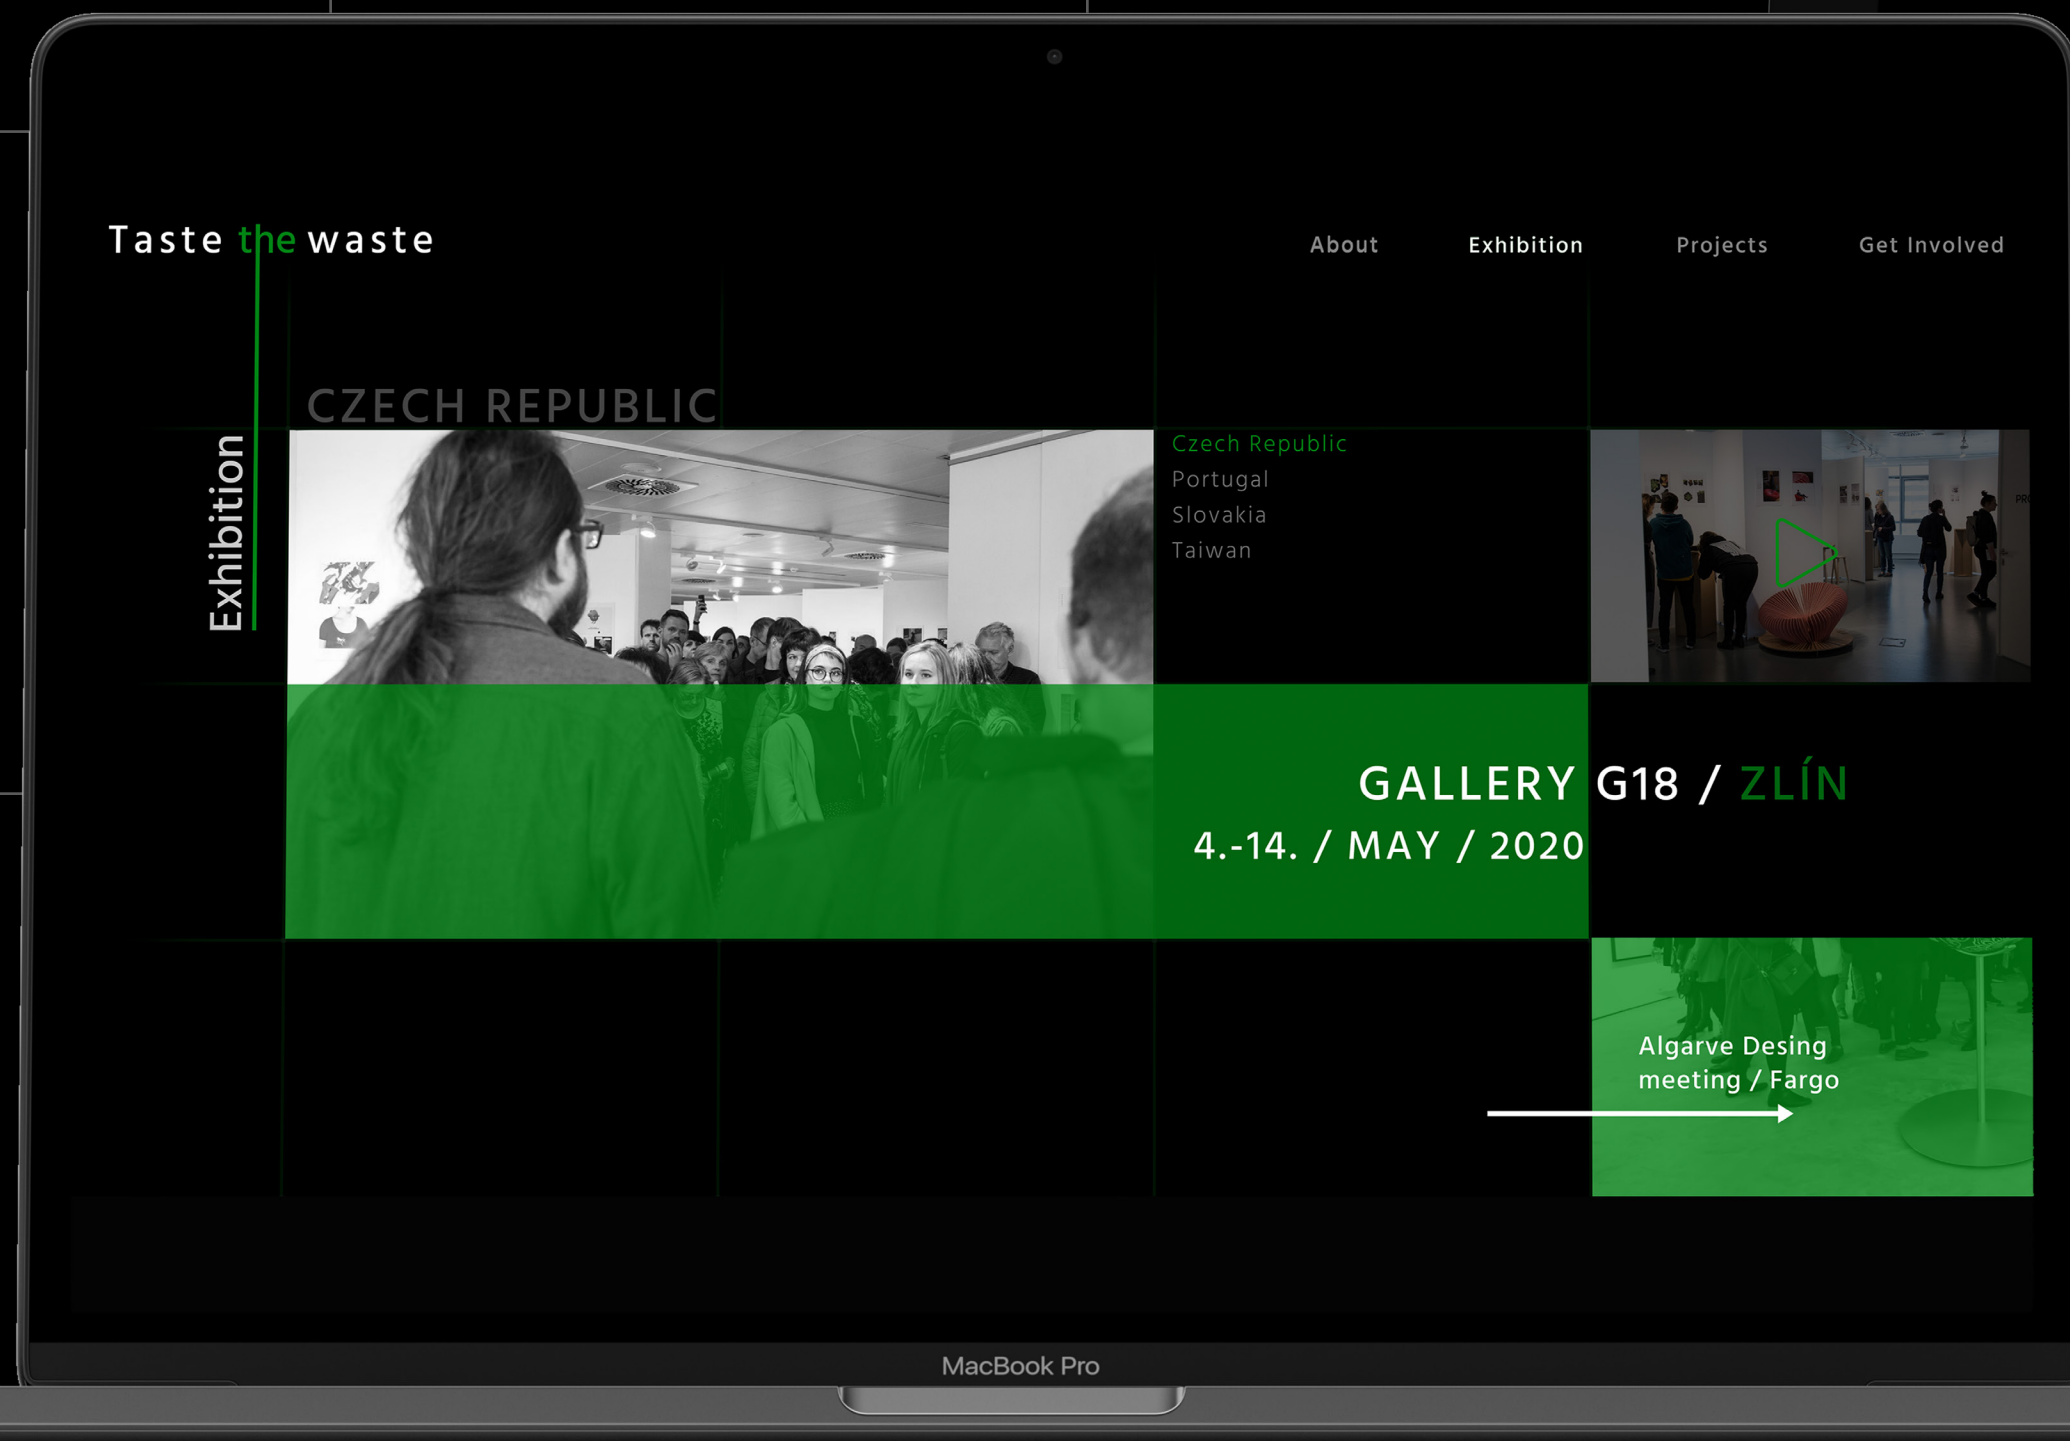 Taste the waste
About
Exhibition
Projects
Get Involved
CZECH REPUBLIC
Exhibition
Czech Republic
Portugal
Slovakia
Taiwan
GALLERY G18 / ZLÍN
4.-14. / MAY / 2020
Algarve Desing
meeting / Fargo
MacBook Pro